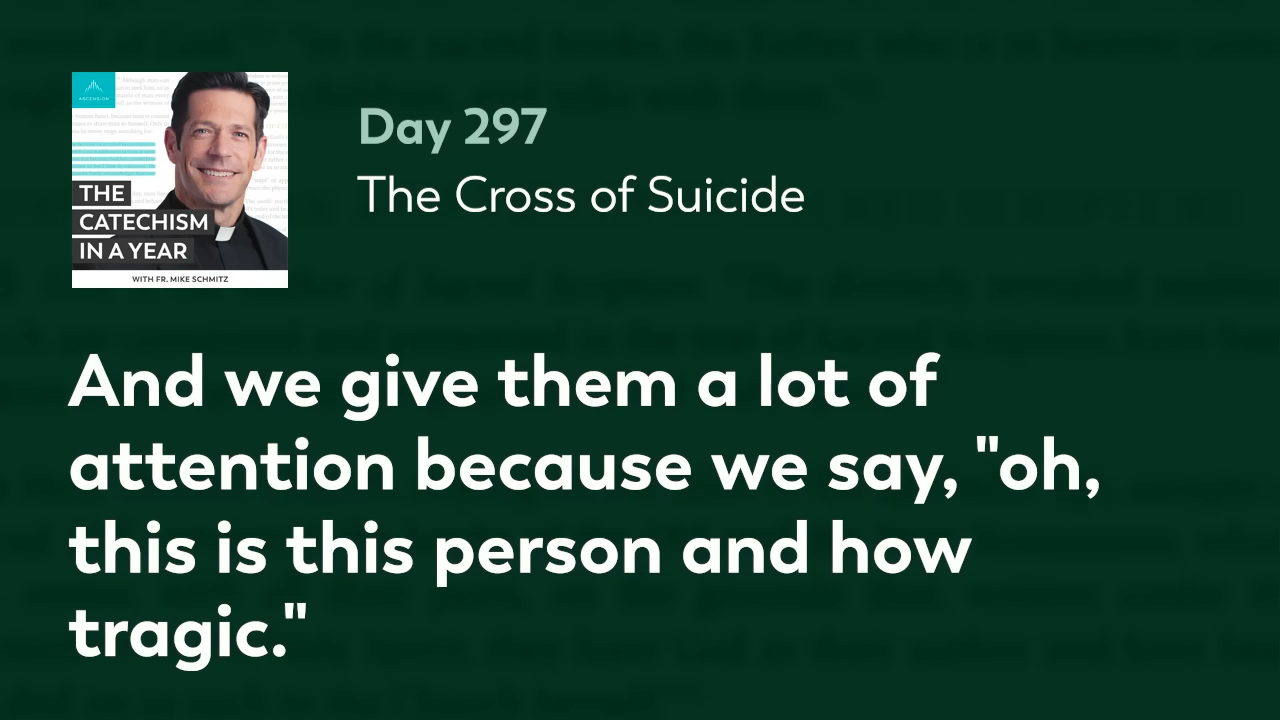 ASCENSION
THE
CATECHISM
IN A YEAR
WITH FR. MIKE SCHMITZ
Day 297
The Cross of Suicide
And we give them a lot of
attention because we say, "oh,
this is this person and how
tragic."